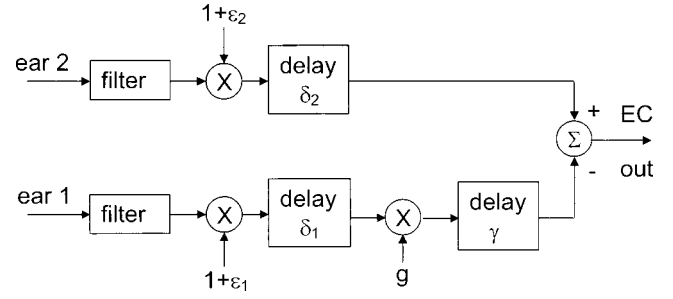 1+ε₂
ear 2
filter
X
delay
δ₂
+
EC
Σ
-
out
ear 1
filter
X
delay
δ₁
X
delay
γ
1+ε₁
g